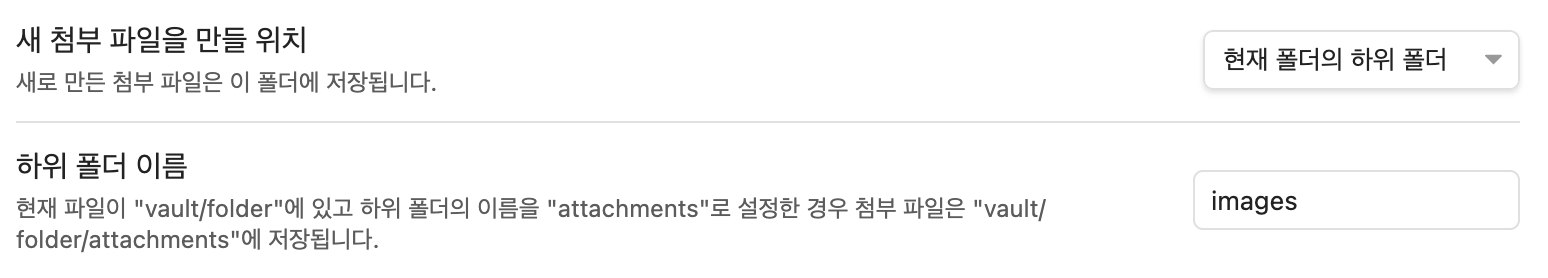 새 첨부 파일을 만들 위치
새로 만든 첨부 파일은 이 폴더에 저장됩니다.
현재 폴더의 하위 폴더
하위 폴더 이름
현재 파일이 "vault/folder"에 있고 하위 폴더의 이름을 "attachments"로 설정한 경우 첨부 파일은 "vault/
folder/attachments"에 저장됩니다.
images